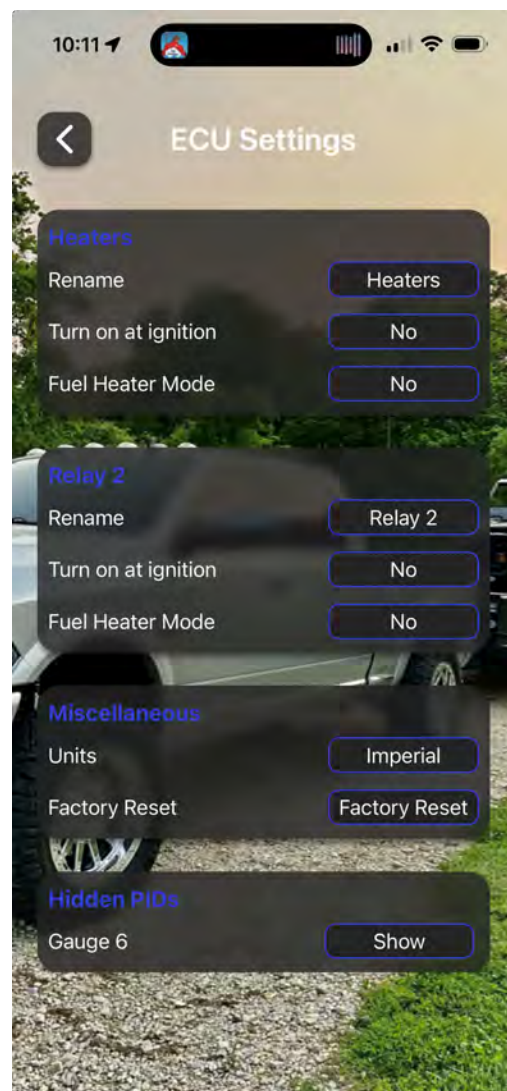 10:11
ECU Settings
Heaters
Rename Heaters
Turn on at ignition No
Fuel Heater Mode No
Relay 2
Rename Relay 2
Turn on at ignition No
Fuel Heater Mode No
Miscellaneous
Units Imperial
Factory Reset Factory Reset
Hidden PIDs
Gauge 6 Show